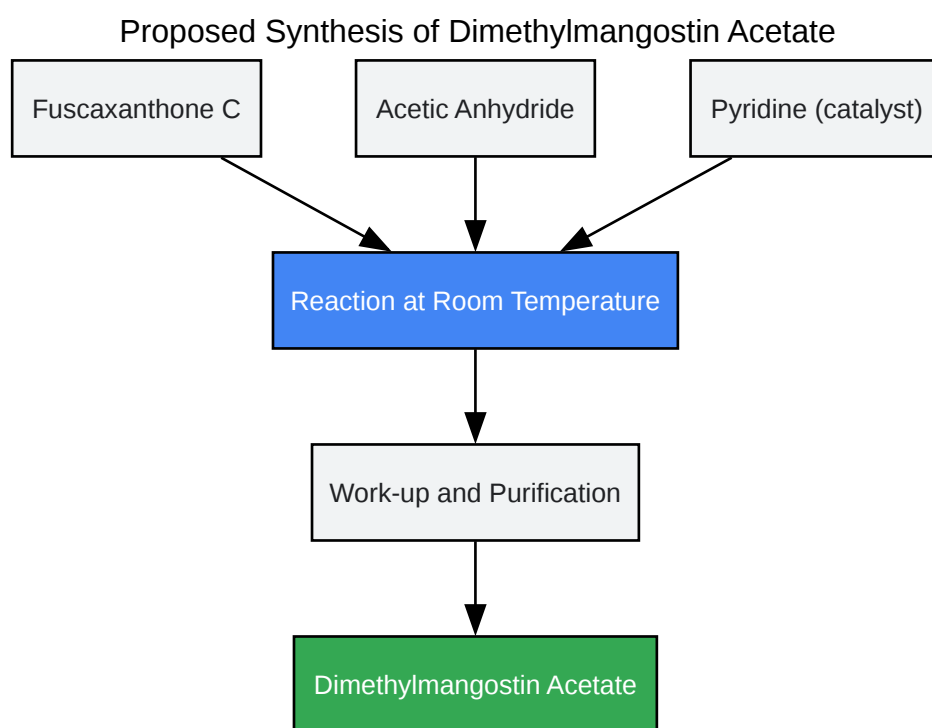 Proposed Synthesis of Dimethylmangostin Acetate
Fuscaxanthone C
Acetic Anhydride
Pyridine (catalyst)
Reaction at Room Temperature
Work-up and Purification
Dimethylmangostin Acetate